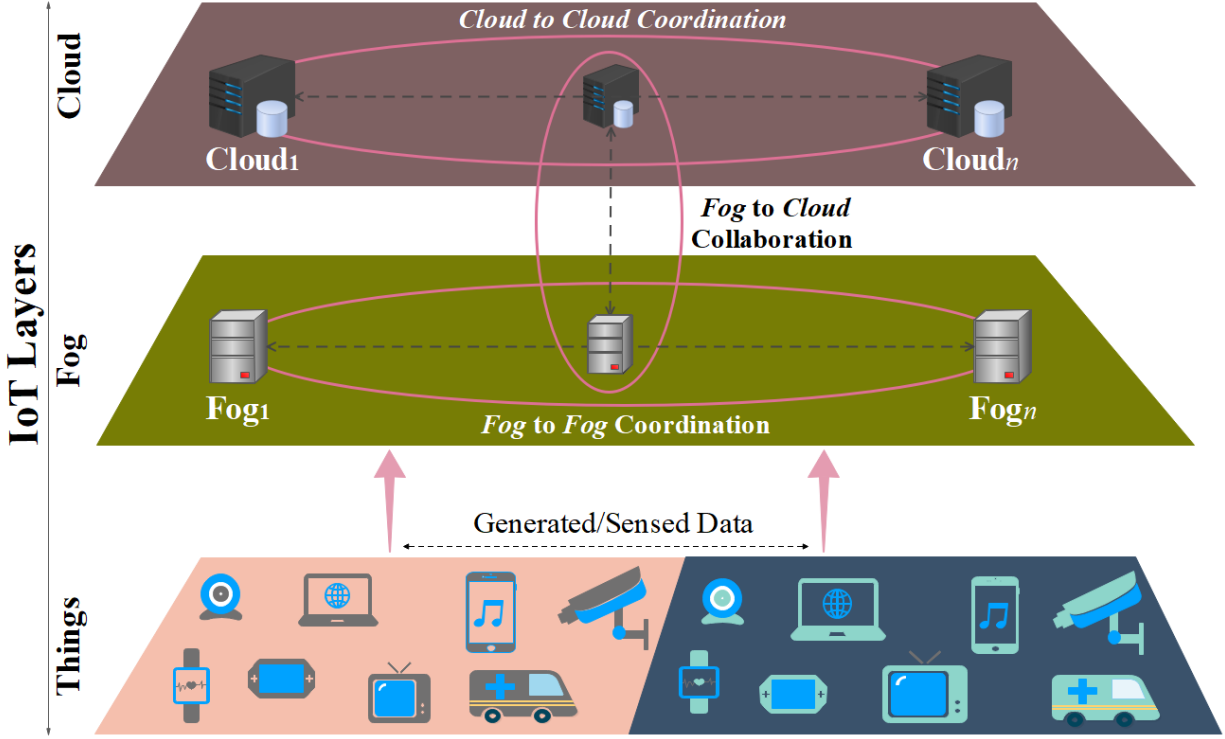 Cloud to Cloud Coordination
Cloud1
Cloudn
Cloud
Fog to Cloud
Collaboration
IoT Layers
Fog
Fog1
Fogn
Fog to Fog Coordination
Generated/Sensed Data
Things